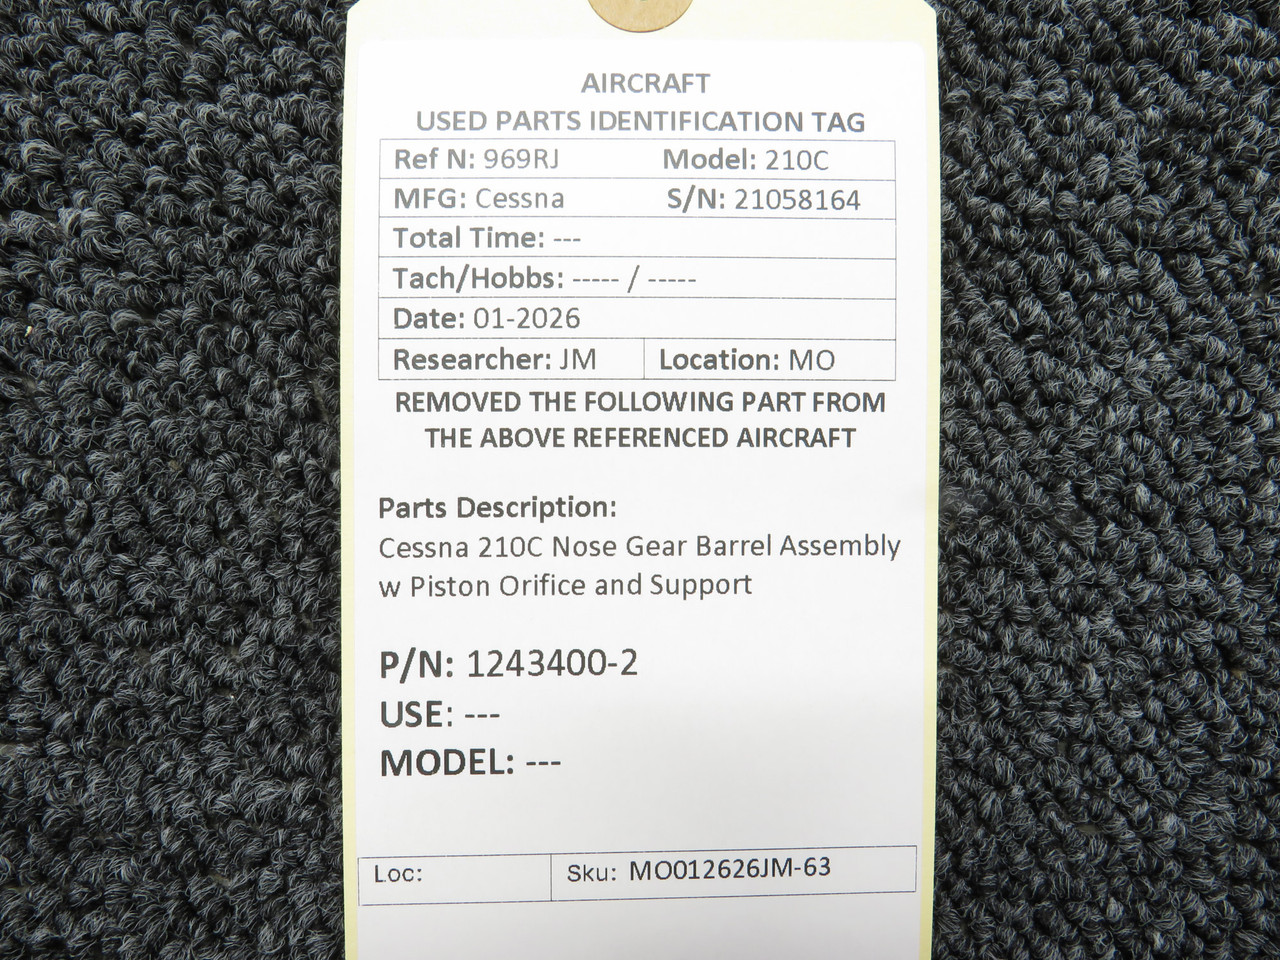 AIRCRAFT
USED PARTS IDENTIFICATION TAG
Ref N: 969RJ Model: 210C
MFG: Cessna S/N: 21058164
Total Time: ---
Tach/Hobbs: ----- / -----
Date: 01-2026
Researcher: JM Location: MO
REMOVED THE FOLLOWING PART FROM
THE ABOVE REFERENCED AIRCRAFT
Parts Description:
Cessna 210C Nose Gear Barrel Assembly
w Piston Orifice and Support
P/N: 1243400-2
USE: ---
MODEL: ---
Loc: Sku: MO012626JM-63